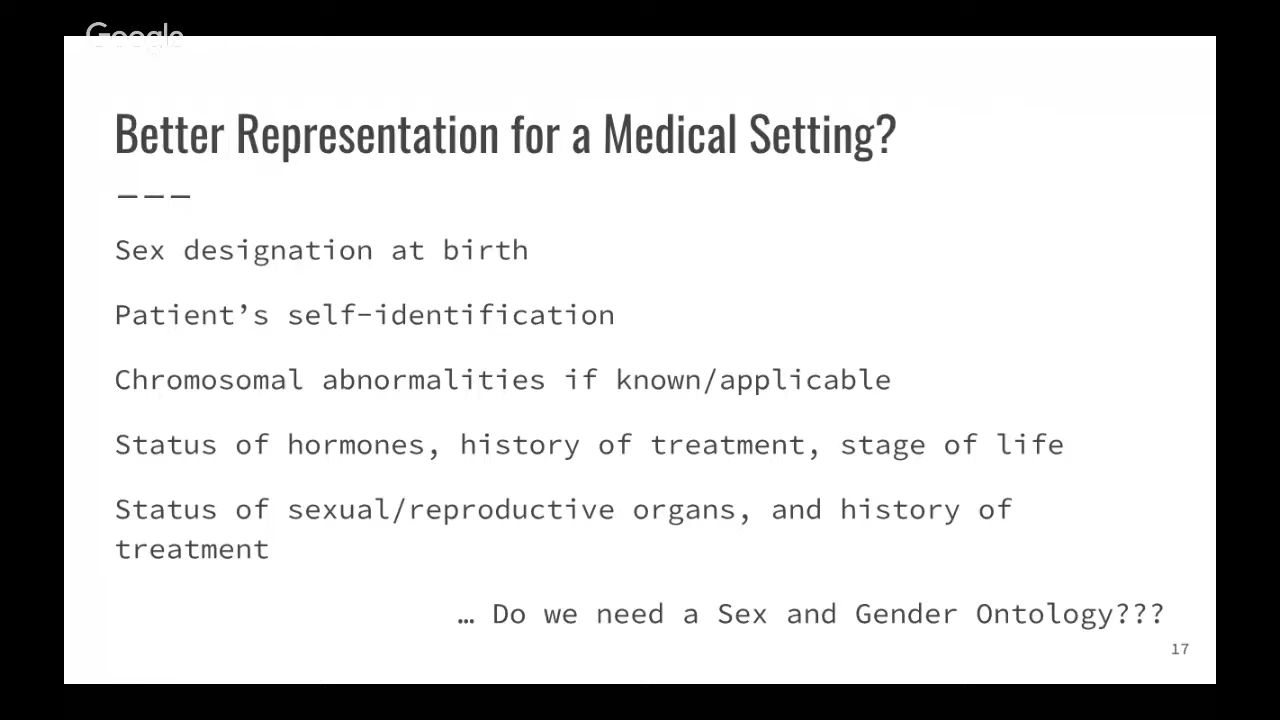 Google
Better Representation for a Medical Setting?
Sex designation at birth
Patient’s self-identification
Chromosomal abnormalities if known/applicable
Status of hormones, history of treatment, stage of life
Status of sexual/reproductive organs, and history of
treatment
… Do we need a Sex and Gender Ontology???
17